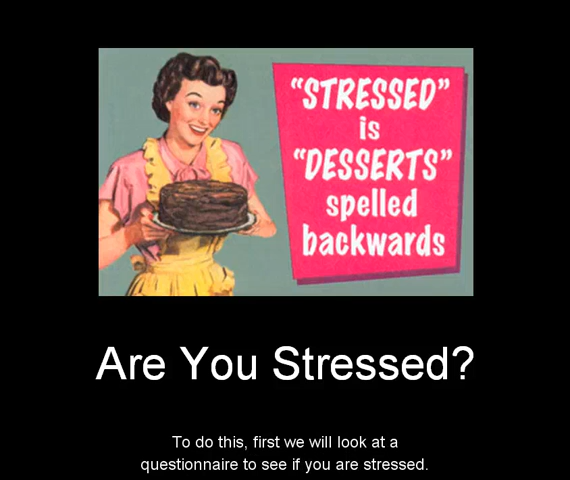 “STRESSED”
is
“DESSERTS”
spelled
backwards
Are You Stressed?
To do this, first we will look at a
questionnaire to see if you are stressed.